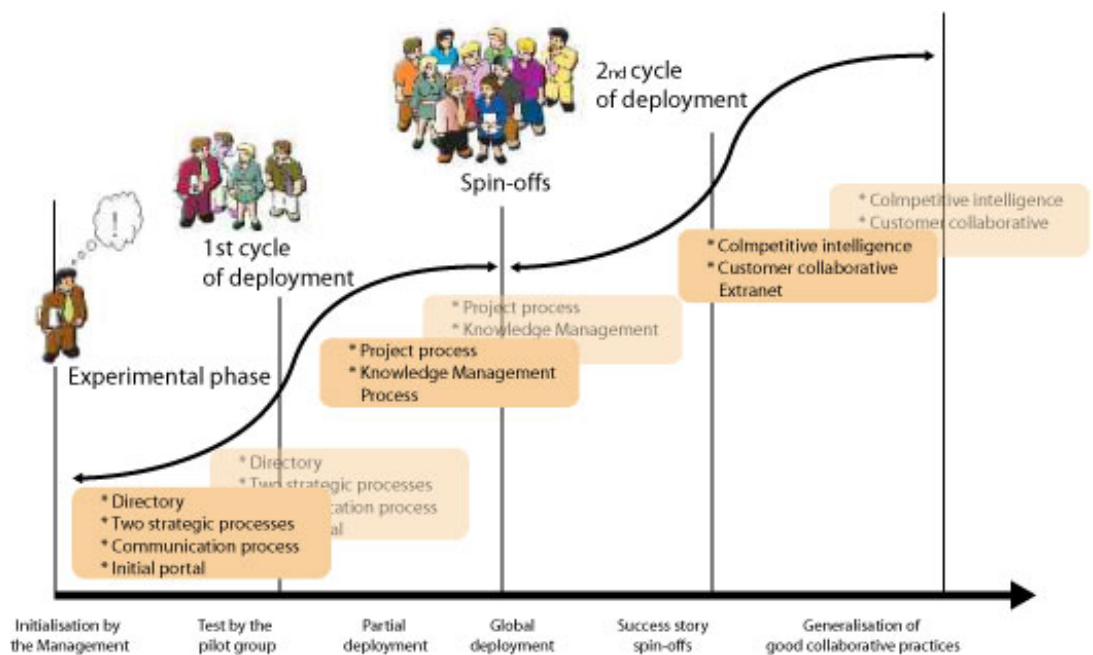 2nd cycle
of deployment
!
Spin-offs
1st cycle
of deployment
* Colmpetitive intelligence
* Customer collaborative
* Colmpetitive intelligence
* Customer collaborative
Extranet
* Project process
* Knowledge Management
* Project process
* Knowledge Management
Process
Experimental phase
* Directory
* Two strategic processes
cation process
al
* Directory
* Two strategic processes
* Communication process
* Initial portal
Initialisation by
the Management
Test by the
pilot group
Partial
deployment
Global
deployment
Success story
spin-offs
Generalisation of
good collaborative practices